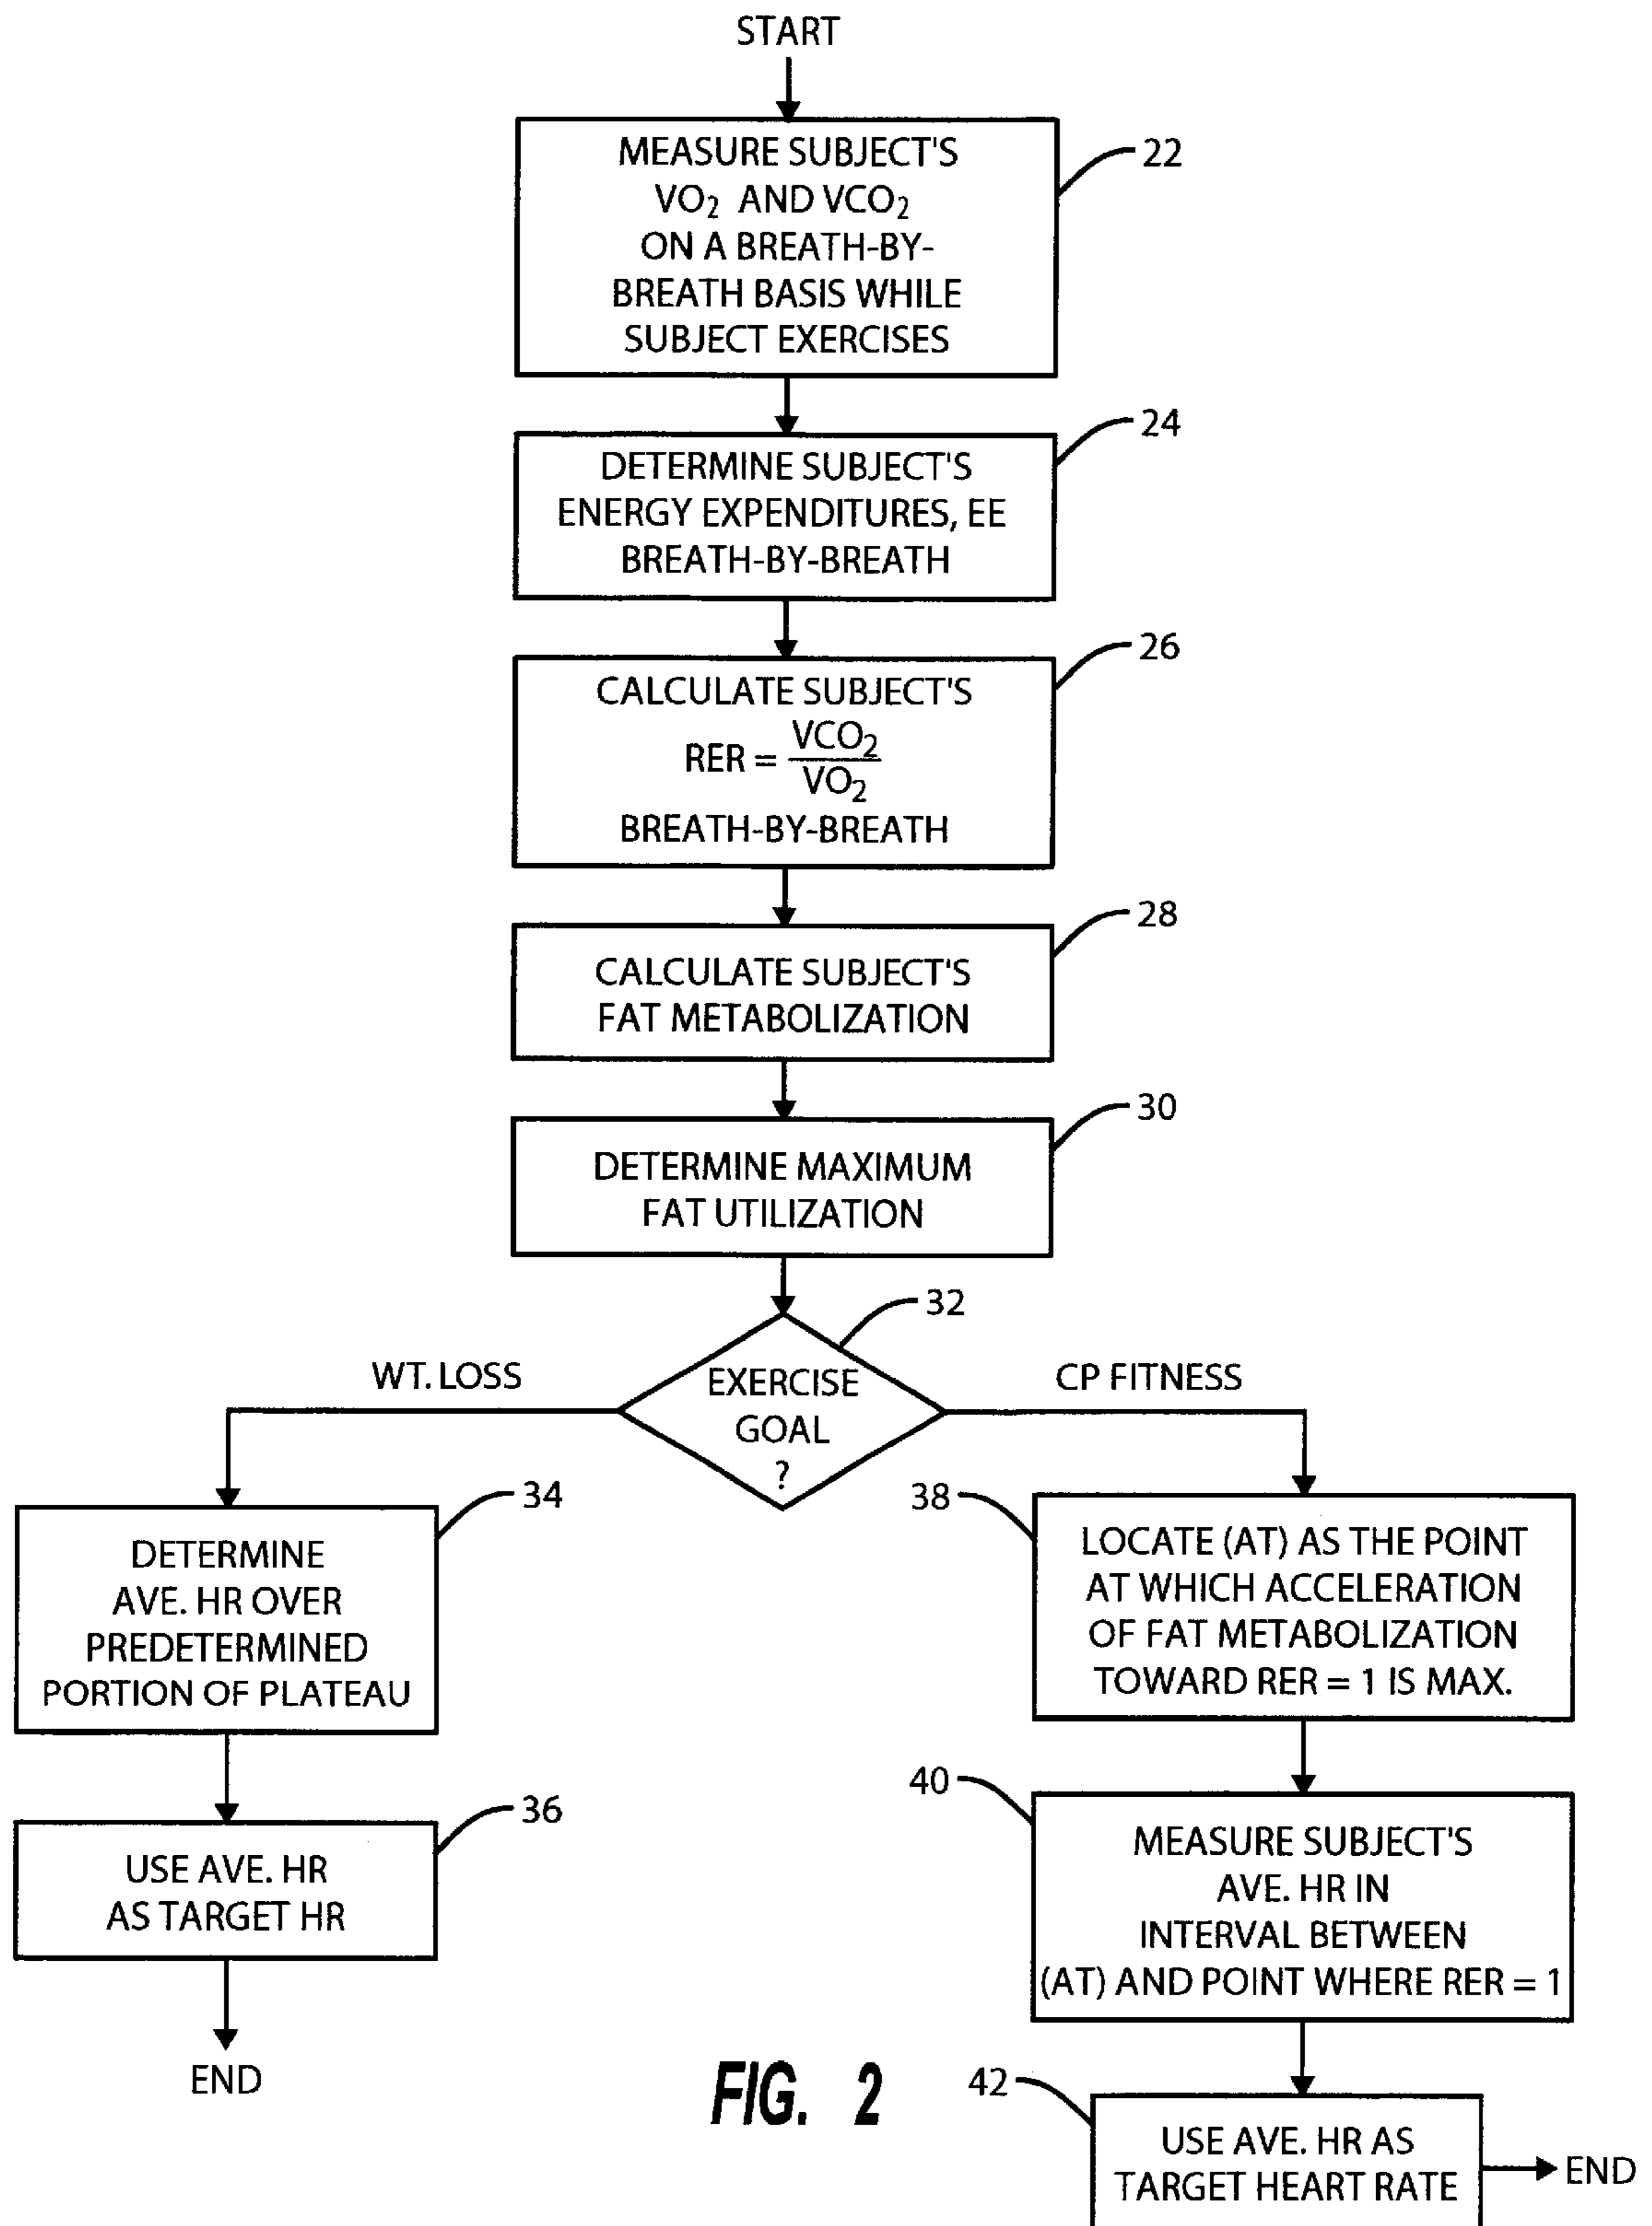 START
MEASURE SUBJECT'S
VO₂ AND VCO₂
ON A BREATH-BY-
BREATH BASIS WHILE
SUBJECT EXERCISES
22
DETERMINE SUBJECT'S
ENERGY EXPENDITURES, EE
BREATH-BY-BREATH
24
CALCULATE SUBJECT'S
RER = VCO₂ / VO₂
BREATH-BY-BREATH
26
CALCULATE SUBJECT'S
FAT METABOLIZATION
28
DETERMINE MAXIMUM
FAT UTILIZATION
30
EXERCISE
GOAL
?
32
WT. LOSS
CP FITNESS
DETERMINE
AVE. HR OVER
PREDETERMINED
PORTION OF PLATEAU
34
USE AVE. HR
AS TARGET HR
36
END
38
LOCATE (AT) AS THE POINT
AT WHICH ACCELERATION
OF FAT METABOLIZATION
TOWARD RER = 1 IS MAX.
40
MEASURE SUBJECT'S
AVE. HR IN
INTERVAL BETWEEN
(AT) AND POINT WHERE RER = 1
42
USE AVE. HR AS
TARGET HEART RATE
END
FIG. 2